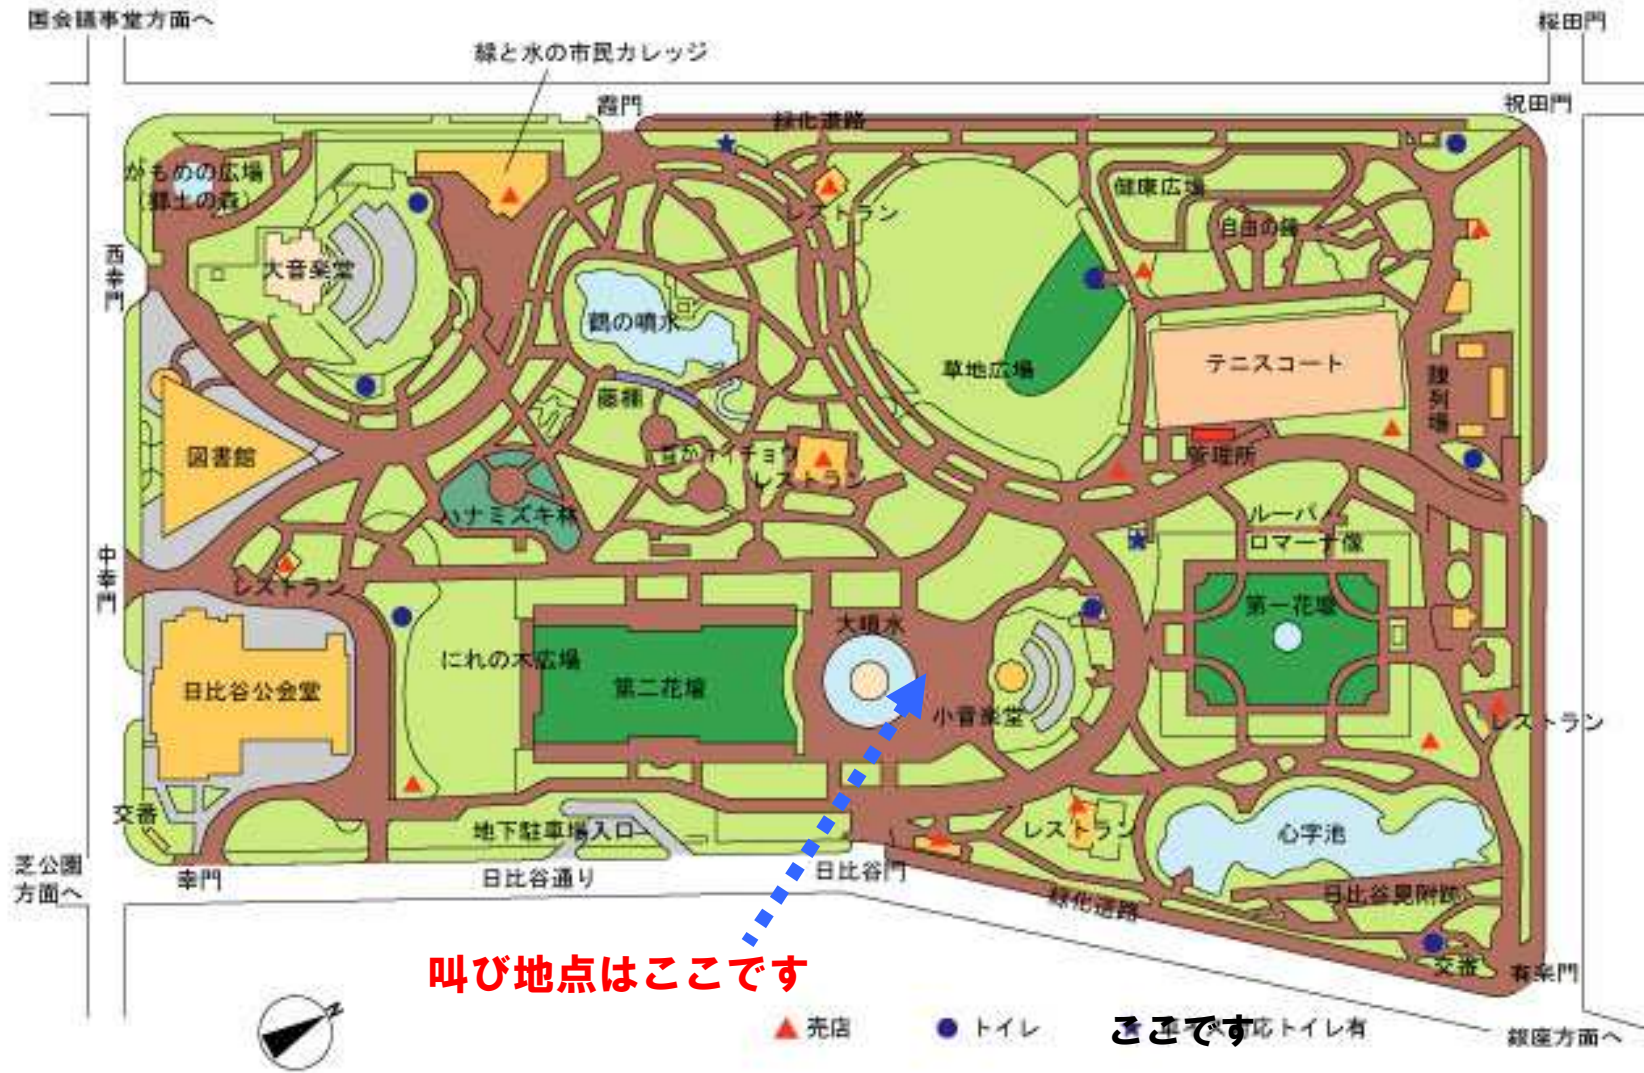 国会議事堂方面へ
桜田門
緑と水の市民カレッジ
霞門
祝田門
緑化道路
かもめの広場
(郷土の森)
健康広場
レストラン
自由の鐘
西幸門
大音楽堂
鶴の噴水
草地広場
テニスコート
陳列場
藤棚
図書館
首かけイチョウ
レストラン
管理所
ハナミズキ林
ルーパ
ロマーナ像
中幸門
レストラン
第一花壇
大噴水
にれの木広場
第二花壇
日比谷公会堂
小音楽堂
レストラン
交番
地下駐車場入口
レストラン
心字池
芝公園
方面へ
幸門
日比谷通り
日比谷門
緑化道路
日比谷見附跡
交番
有楽門
叫び地点はここです
N
売店
トイレ
ここです
応トイレ有
銀座方面へ